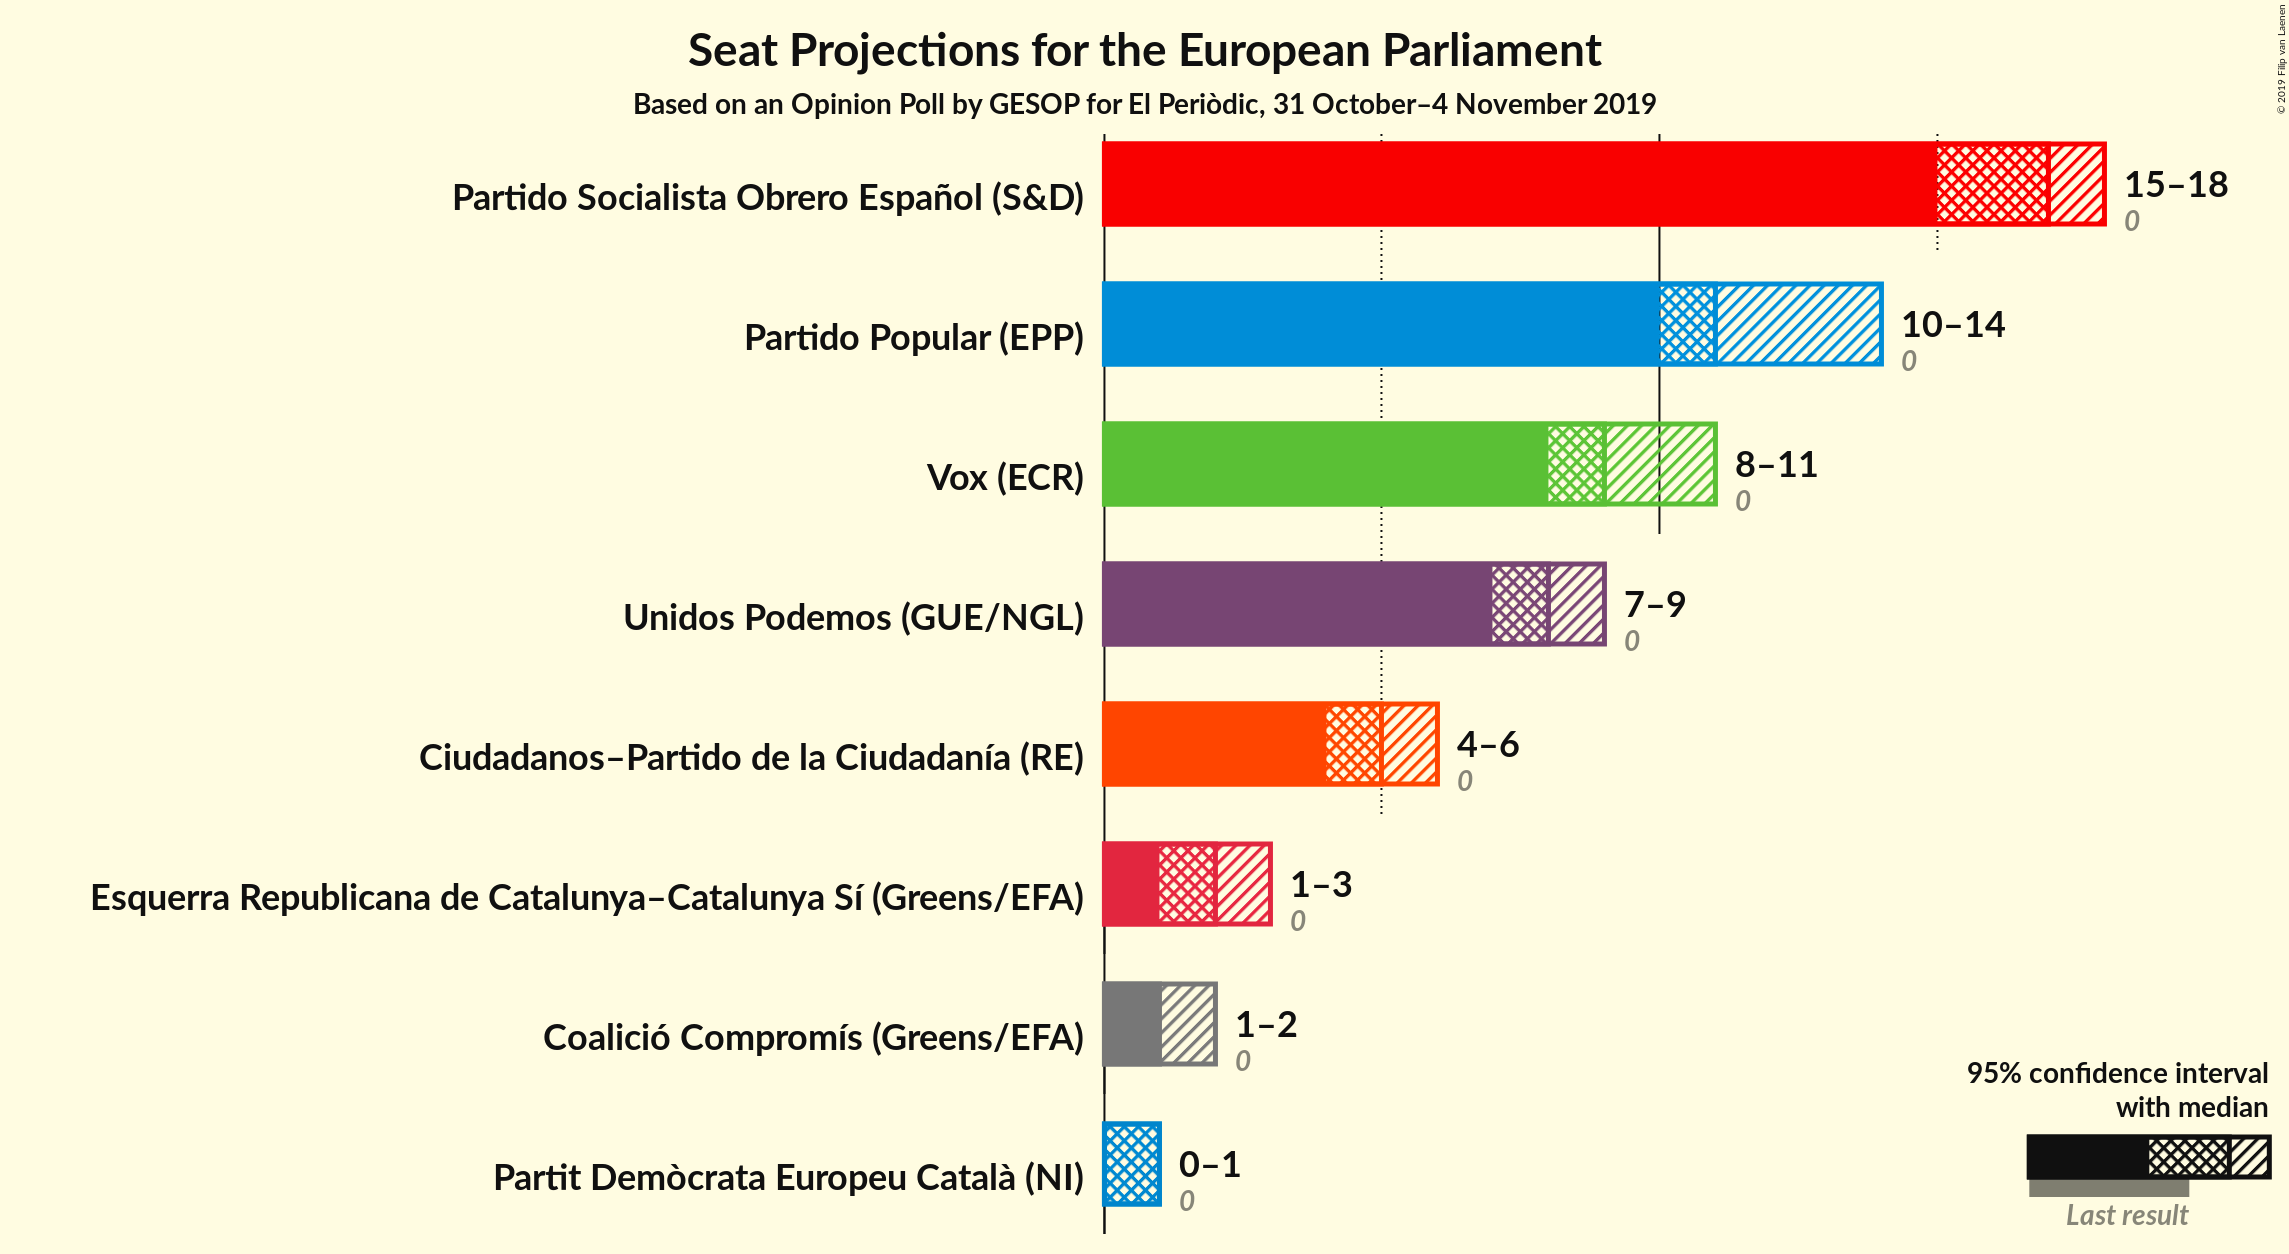 Seat Projections for the European Parliament
Based on an Opinion Poll by GESOP for El Periòdic, 31 October–4 November 2019
© 2019 Filip van Laenen
Partido Socialista Obrero Español (S&D)
15–18
0
Partido Popular (EPP)
10–14
0
Vox (ECR)
8–11
0
Unidos Podemos (GUE/NGL)
7–9
0
Ciudadanos–Partido de la Ciudadanía (RE)
4–6
0
Esquerra Republicana de Catalunya–Catalunya Sí (Greens/EFA)
1–3
0
Coalició Compromís (Greens/EFA)
1–2
0
Partit Demòcrata Europeu Català (NI)
0–1
0
95% confidence interval
with median
Last result